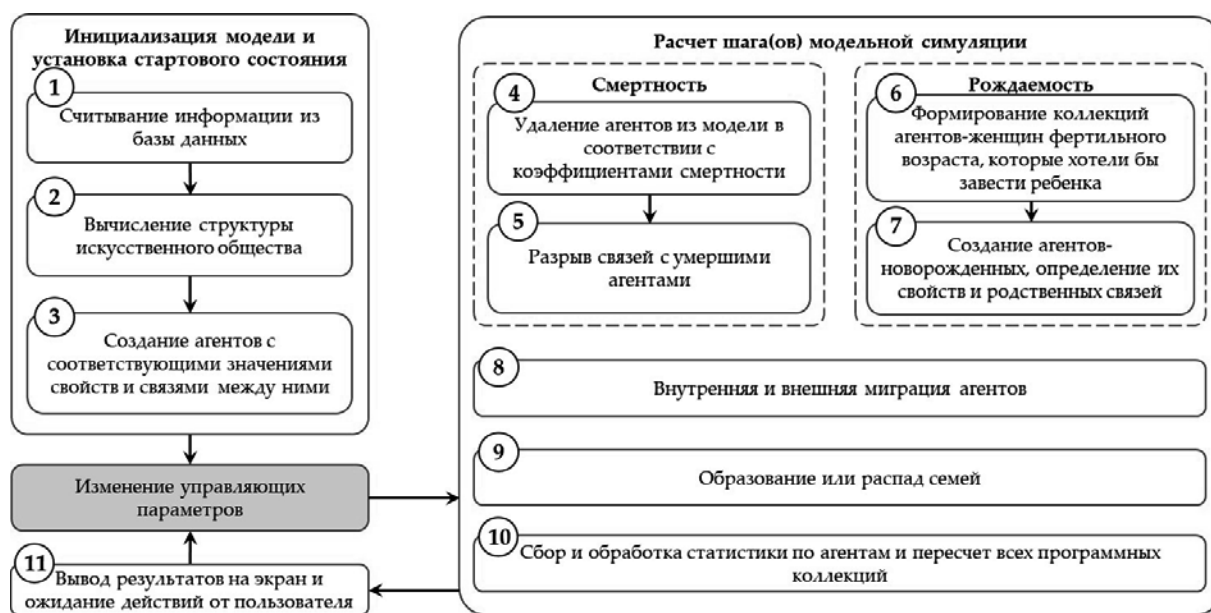 Инициализация модели и
установка стартового состояния
1
Считывание информации из
базы данных
2
Вычисление структуры
искусственного общества
3
Создание агентов с
соответствующими значениями
свойств и связями между ними
Изменение управляющих
параметров
11
Вывод результатов на экран и
ожидание действий от пользователя
Расчет шага(ов) модельной симуляции
Смертность
4
Удаление агентов из модели в
соответствии с
коэффициентами смертности
5
Разрыв связей с умершими
агентами
Рождаемость
6
Формирование коллекций
агентов-женщин фертильного
возраста, которые хотели бы
завести ребенка
7
Создание агентов-
новорожденных, определение их
свойств и родственных связей
8
Внутренняя и внешняя миграция агентов
9
Образование или распад семей
10
Сбор и обработка статистики по агентам и пересчет всех программных
коллекций